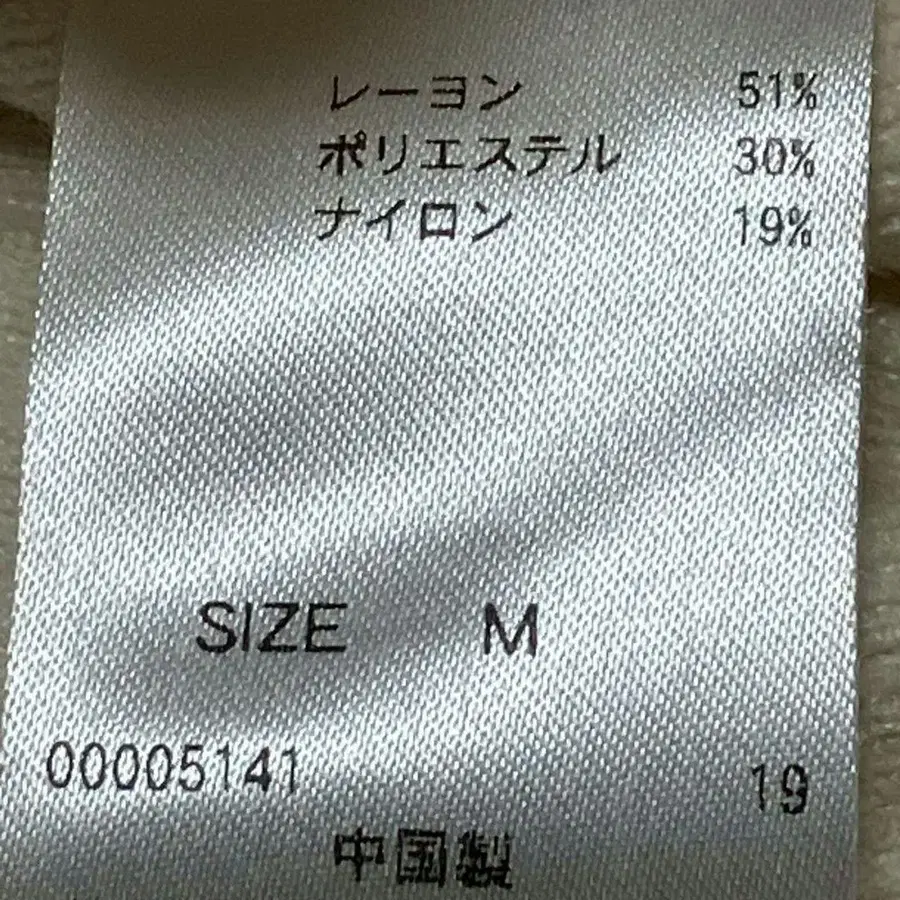 レーヨン 51%
ポリエステル 30%
ナイロン 19%
SIZE M
00005141 19
中国製